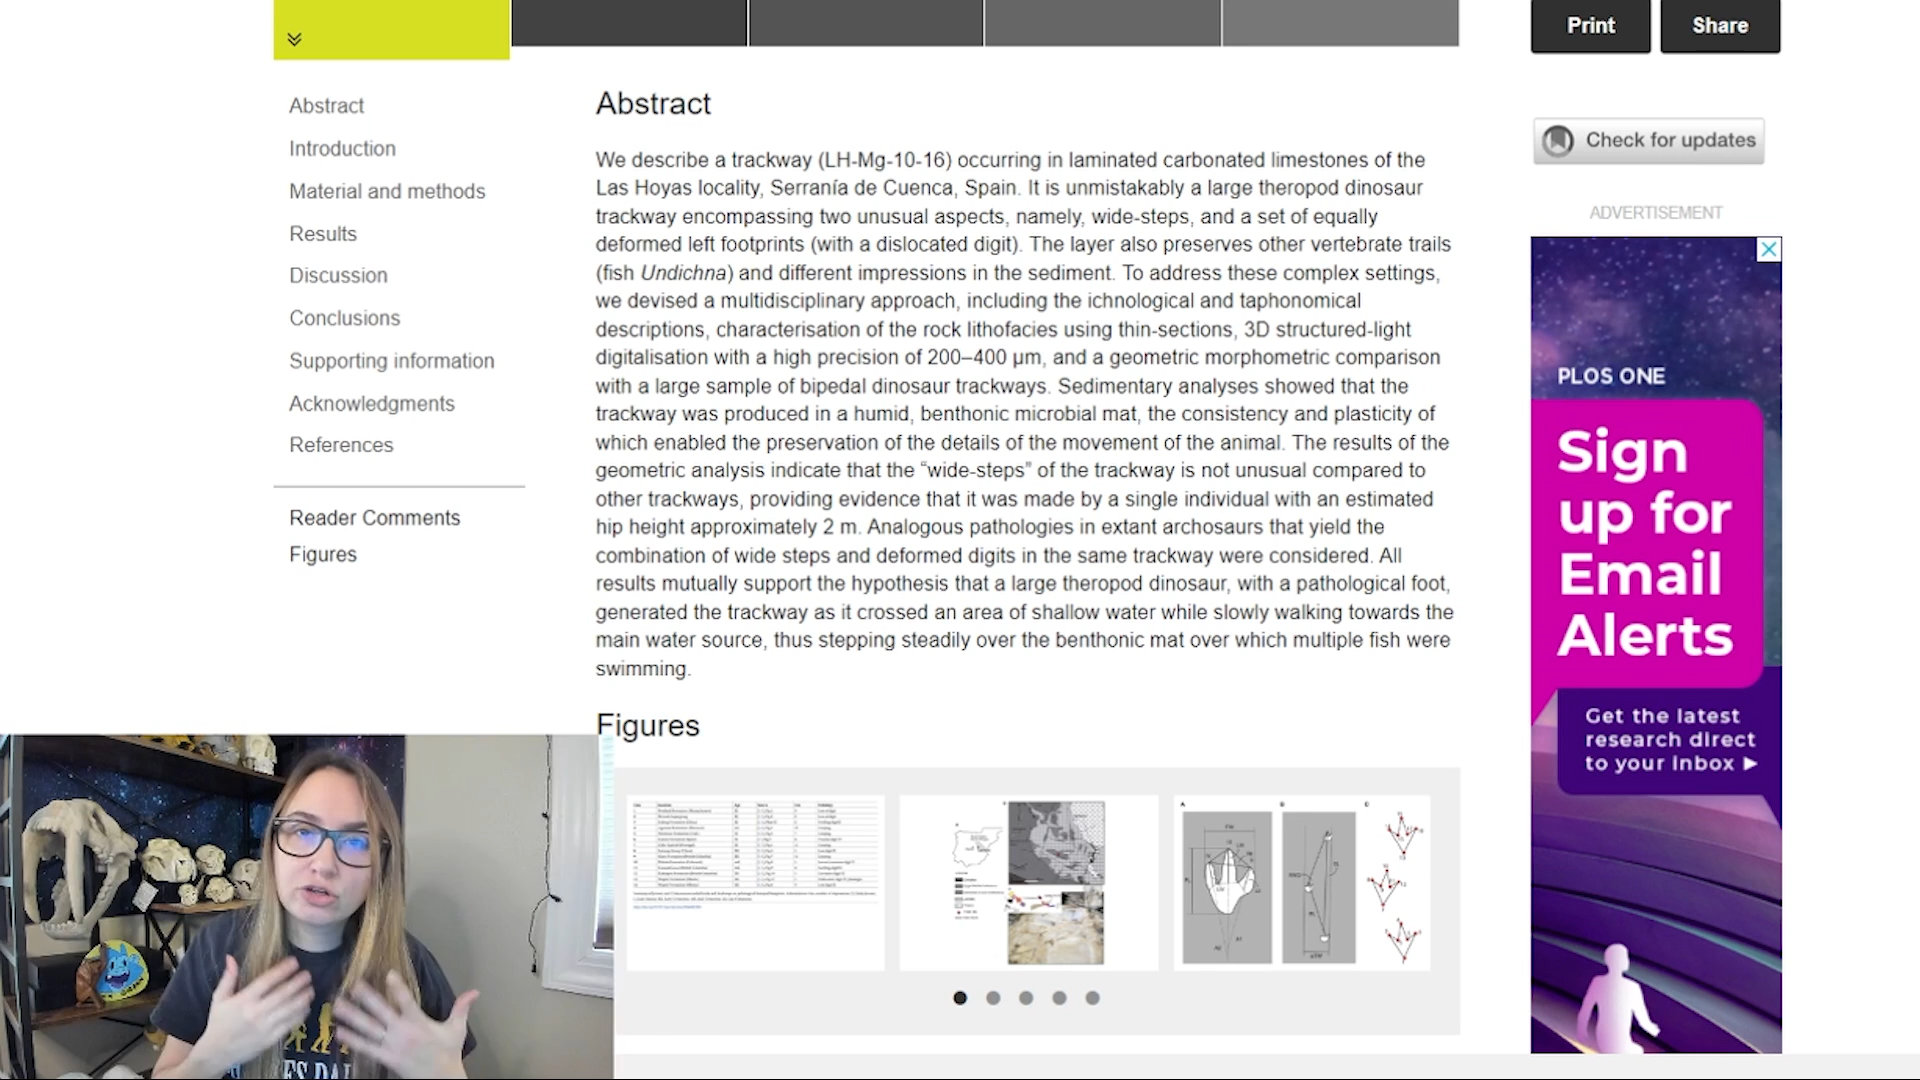 Print
Share
Abstract
Introduction
Material and methods
Results
Discussion
Conclusions
Supporting information
Acknowledgments
References
Reader Comments
Figures
Abstract
We describe a trackway (LH-Mg-10-16) occurring in laminated carbonated limestones of the
Las Hoyas locality, Serranía de Cuenca, Spain. It is unmistakably a large theropod dinosaur
trackway encompassing two unusual aspects, namely, wide-steps, and a set of equally
deformed left footprints (with a dislocated digit). The layer also preserves other vertebrate trails
(fish Undichna) and different impressions in the sediment. To address these complex settings,
we devised a multidisciplinary approach, including the ichnological and taphonomical
descriptions, characterisation of the rock lithofacies using thin-sections, 3D structured-light
digitalisation with a high precision of 200–400 µm, and a geometric morphometric comparison
with a large sample of bipedal dinosaur trackways. Sedimentary analyses showed that the
trackway was produced in a humid, benthonic microbial mat, the consistency and plasticity of
which enabled the preservation of the details of the movement of the animal. The results of the
geometric analysis indicate that the “wide-steps” of the trackway is not unusual compared to
other trackways, providing evidence that it was made by a single individual with an estimated
hip height approximately 2 m. Analogous pathologies in extant archosaurs that yield the
combination of wide steps and deformed digits in the same trackway were considered. All
results mutually support the hypothesis that a large theropod dinosaur, with a pathological foot,
generated the trackway as it crossed an area of shallow water while slowly walking towards the
main water source, thus stepping steadily over the benthonic mat over which multiple fish were
swimming.
Figures
A
B
C
Check for updates
ADVERTISEMENT
PLOS ONE
Sign
up for
Email
Alerts
Get the latest
research direct
to your inbox